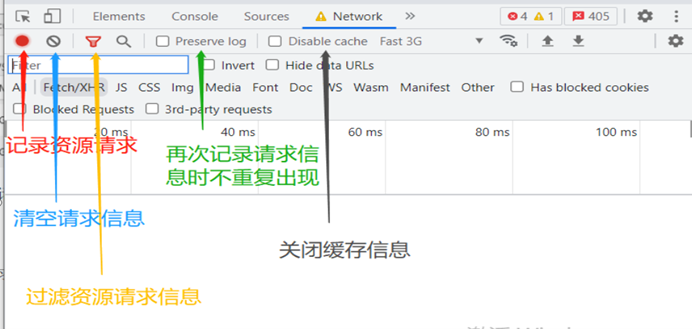 Elements Console Sources Network 4 1 405
Preserve log Disable cache Fast 3G
Filter Invert Hide data URLs
All Fetch/XHR JS CSS Img Media Font Doc WS Wasm Manifest Other Has blocked cookies
Blocked Requests 3rd-party requests
20 ms 40 ms 60 ms 80 ms 100 ms
记录资源请求
再次记录请求信
息时不重复出现
清空请求信息
关闭缓存信息
过滤资源请求信息